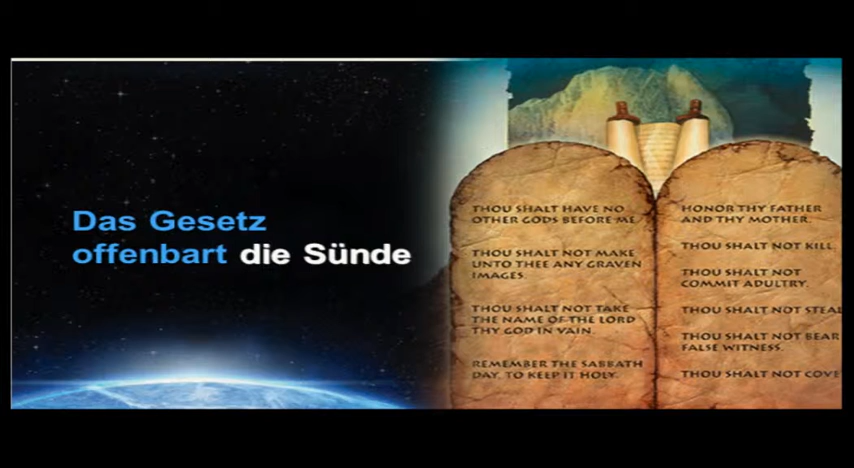 Das Gesetz
offenbart die Sünde
THOU SHALT HAVE NO
OTHER GODS BEFORE ME.
THOU SHALT NOT MAKE
UNTO THEE ANY GRAVEN
IMAGES.
THOU SHALT NOT TAKE
THE NAME OF THE LORD
THY GOD IN VAIN.
REMEMBER THE SABBATH
DAY, TO KEEP IT HOLY.
HONOR THY FATHER
AND THY MOTHER.
THOU SHALT NOT KILL.
THOU SHALT NOT
COMMIT ADULTRY.
THOU SHALT NOT STEAL
THOU SHALT NOT BEAR
FALSE WITNESS.
THOU SHALT NOT COVE